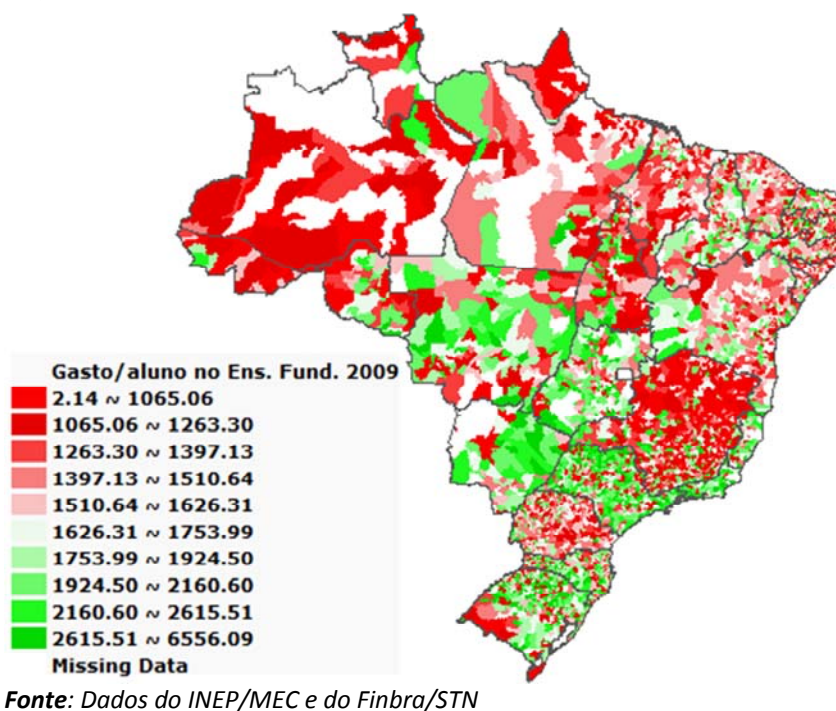 Gasto/aluno no Ens. Fund. 2009
2.14 ~ 1065.06
1065.06 ~ 1263.30
1263.30 ~ 1397.13
1397.13 ~ 1510.64
1510.64 ~ 1626.31
1626.31 ~ 1753.99
1753.99 ~ 1924.50
1924.50 ~ 2160.60
2160.60 ~ 2615.51
2615.51 ~ 6556.09
Missing Data
Fonte: Dados do INEP/MEC e do Finbra/STN